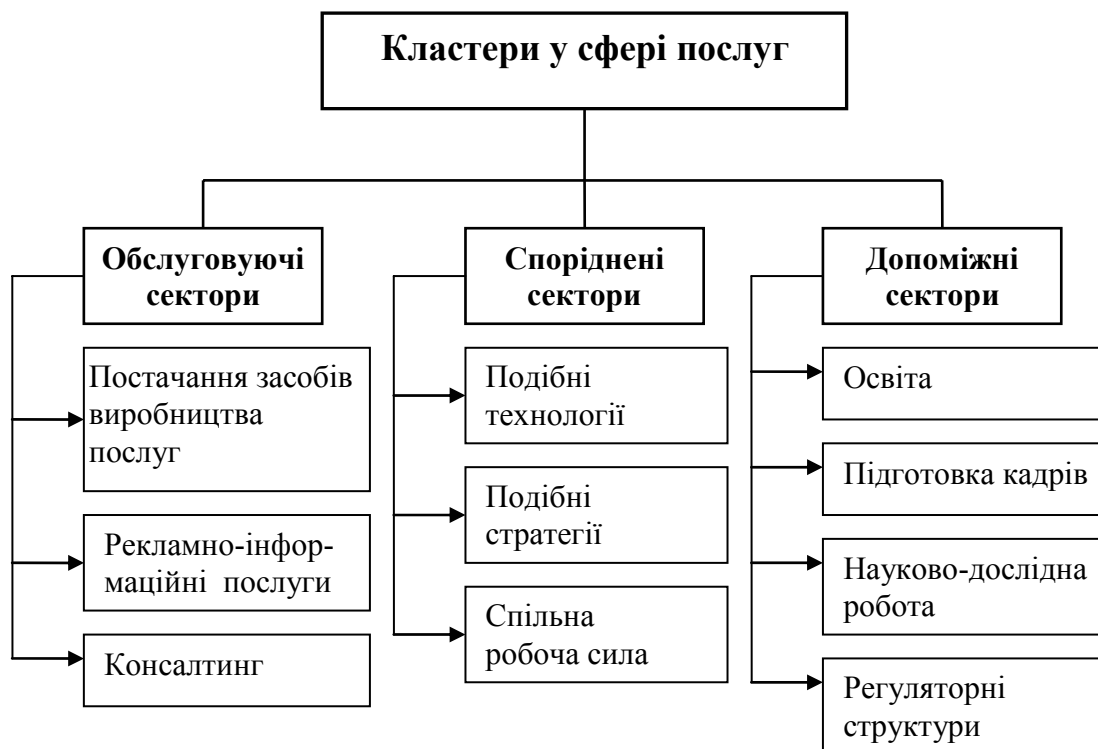 Кластери у сфері послуг
Обслуговуючі
сектори
Постачання засобів
виробництва
послуг
Рекламно-інфор-
маційні послуги
Консалтинг
Споріднені
сектори
Подібні
технології
Подібні
стратегії
Спільна
робоча сила
Допоміжні
сектори
Освіта
Підготовка кадрів
Науково-дослідна
робота
Регуляторні
структури